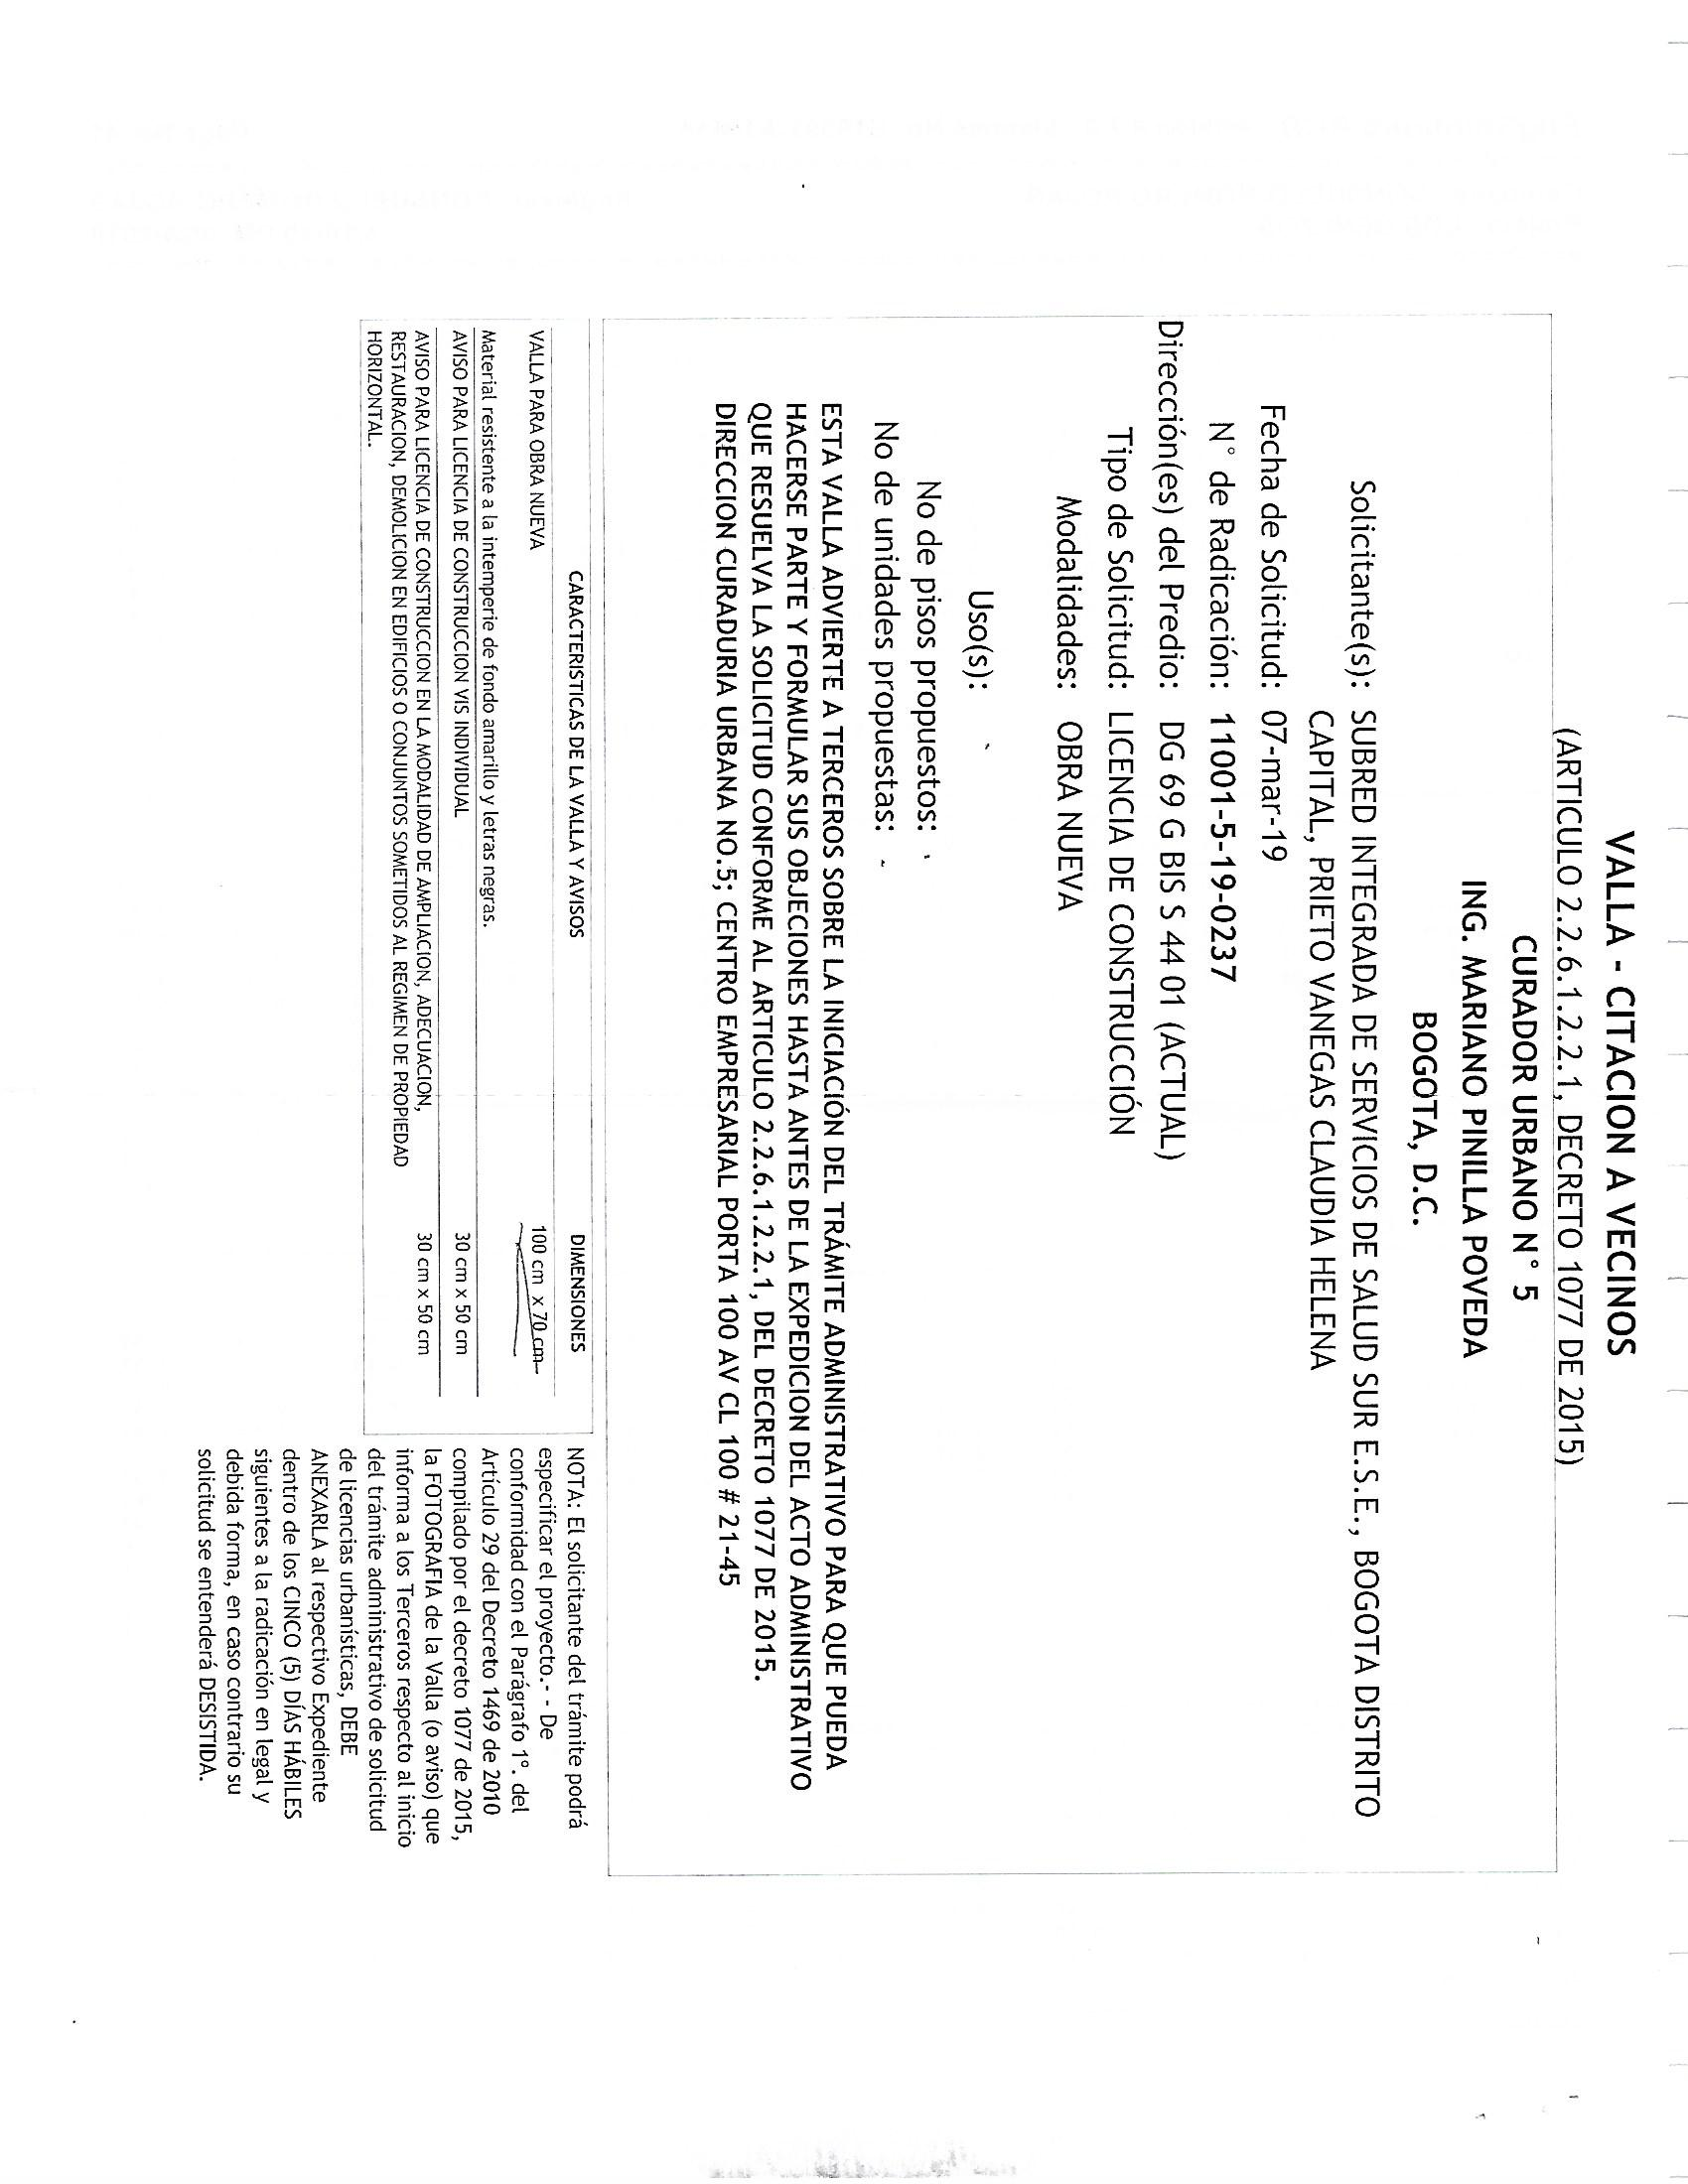 VALLA - CITACION A VECINOS
(ARTICULO 2.2.6.1.2.2.1, DECRETO 1077 DE 2015)
CURADOR URBANO N° 5
ING. MARIANO PINILLA POVEDA
BOGOTA, D.C.
Solicitante(s): SUBRED INTEGRADA DE SERVICIOS DE SALUD SUR E.S.E., BOGOTA DISTRITO
CAPITAL, PRIETO VANEGAS CLAUDIA HELENA
Fecha de Solicitud: 07-mar-19
N° de Radicación: 11001-5-19-0237
Dirección(es) del Predio: DG 69 G BIS S 44 01 (ACTUAL)
Tipo de Solicitud: LICENCIA DE CONSTRUCCIÓN
Modalidades: OBRA NUEVA
Uso(s):
No de pisos propuestos:
No de unidades propuestas:
ESTA VALLA ADVIERTE A TERCEROS SOBRE LA INICIACIÓN DEL TRÁMITE ADMINISTRATIVO PARA QUE PUEDA
HACERSE PARTE Y FORMULAR SUS OBJECIONES HASTA ANTES DE LA EXPEDICION DEL ACTO ADMINISTRATIVO
QUE RESUELVA LA SOLICITUD CONFORME AL ARTICULO 2.2.6.1.2.2.1, DEL DECRETO 1077 DE 2015.
DIRECCION CURADURIA URBANA NO.5; CENTRO EMPRESARIAL PORTA 100 AV CL 100 # 21-45
CARACTERISTICAS DE LA VALLA Y AVISOS DIMENSIONES
VALLA PARA OBRA NUEVA 100 cm x 70 cm
Material resistente a la intemperie de fondo amarillo y letras negras.
AVISO PARA LICENCIA DE CONSTRUCCION VIS INDIVIDUAL 30 cm x 50 cm
AVISO PARA LICENCIA DE CONSTRUCCION EN LA MODALIDAD DE AMPLIACION, ADECUACION, 30 cm x 50 cm
RESTAURACION, DEMOLICION EN EDIFICIOS O CONJUNTOS SOMETIDOS AL REGIMEN DE PROPIEDAD
HORIZONTAL.
NOTA: El solicitante del trámite podrá
especificar el proyecto.- - De
conformidad con el Parágrafo 1°. del
Artículo 29 del Decreto 1469 de 2010
compilado por el decreto 1077 de 2015,
la FOTOGRAFIA de la Valla (o aviso) que
informa a los Terceros respecto al inicio
del trámite administrativo de solicitud
de licencias urbanísticas, DEBE
ANEXARLA al respectivo Expediente
dentro de los CINCO (5) DÍAS HÁBILES
siguientes a la radicación en legal y
debida forma, en caso contrario su
solicitud se entenderá DESISTIDA.